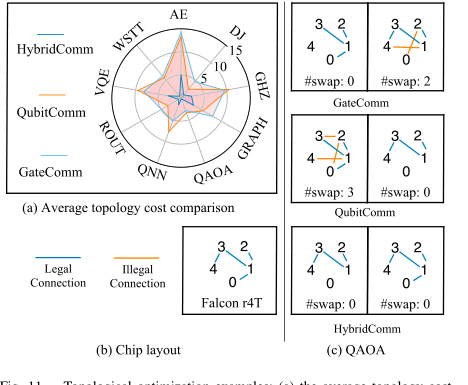 HybridComm
QubitComm
GateComm
AE
DJ
GHZ
GRAPH
QAOA
QNN
ROUT
VQE
WSTT
15
10
5
(a) Average topology cost comparison
Legal
Connection
Illegal
Connection
3 2
4 1
0
Falcon r4T
(b) Chip layout
3 2 3 2
4 1 4 1
0 0
#swap: 0 #swap: 2
GateComm
3 2 3 2
4 1 4 1
0 0
#swap: 3 #swap: 0
QubitComm
3 2 3 2
4 1 4 1
0 0
#swap: 0 #swap: 0
HybridComm
(c) QAOA